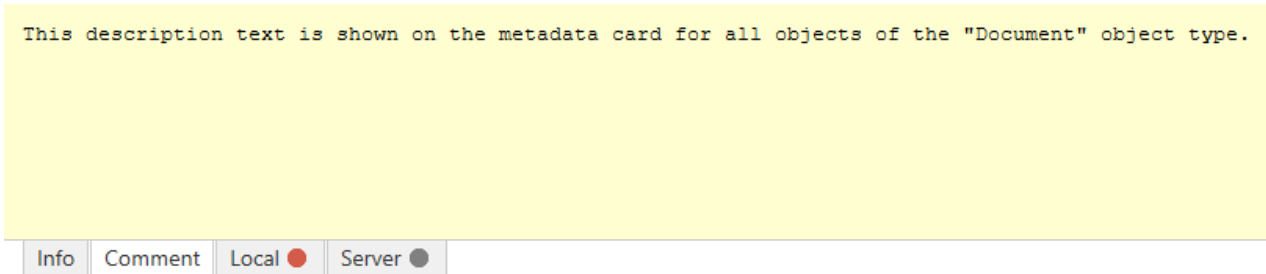 This description text is shown on the metadata card for all objects of the "Document" object type.
Info Comment Local Server